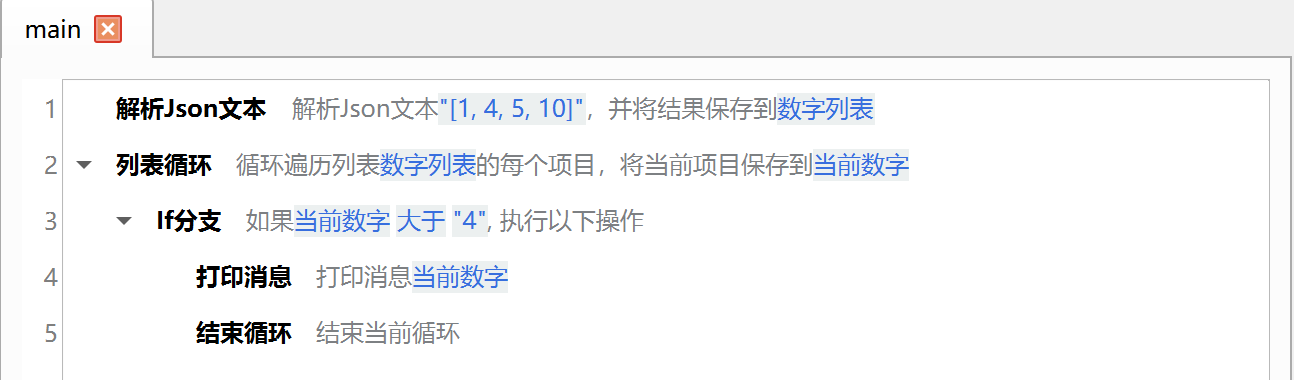 main
1 解析Json文本 解析Json文本"[1, 4, 5, 10]"，并将结果保存到数字列表
2 列表循环 循环遍历列表数字列表的每个项目，将当前项目保存到当前数字
3 If分支 如果当前数字 大于 "4", 执行以下操作
4 打印消息 打印消息当前数字
5 结束循环 结束当前循环